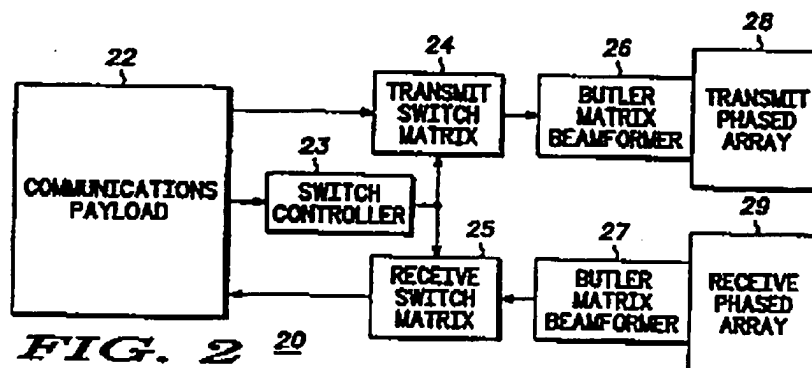 22
COMMUNICATIONS
PAYLOAD
23
SWITCH
CONTROLLER
24
TRANSMIT
SWITCH
MATRIX
25
RECEIVE
SWITCH
MATRIX
26
BUTLER
MATRIX
BEAMFORMER
27
BUTLER
MATRIX
BEAMFORMER
28
TRANSMIT
PHASED
ARRAY
29
RECEIVE
PHASED
ARRAY
FIG. 2 20